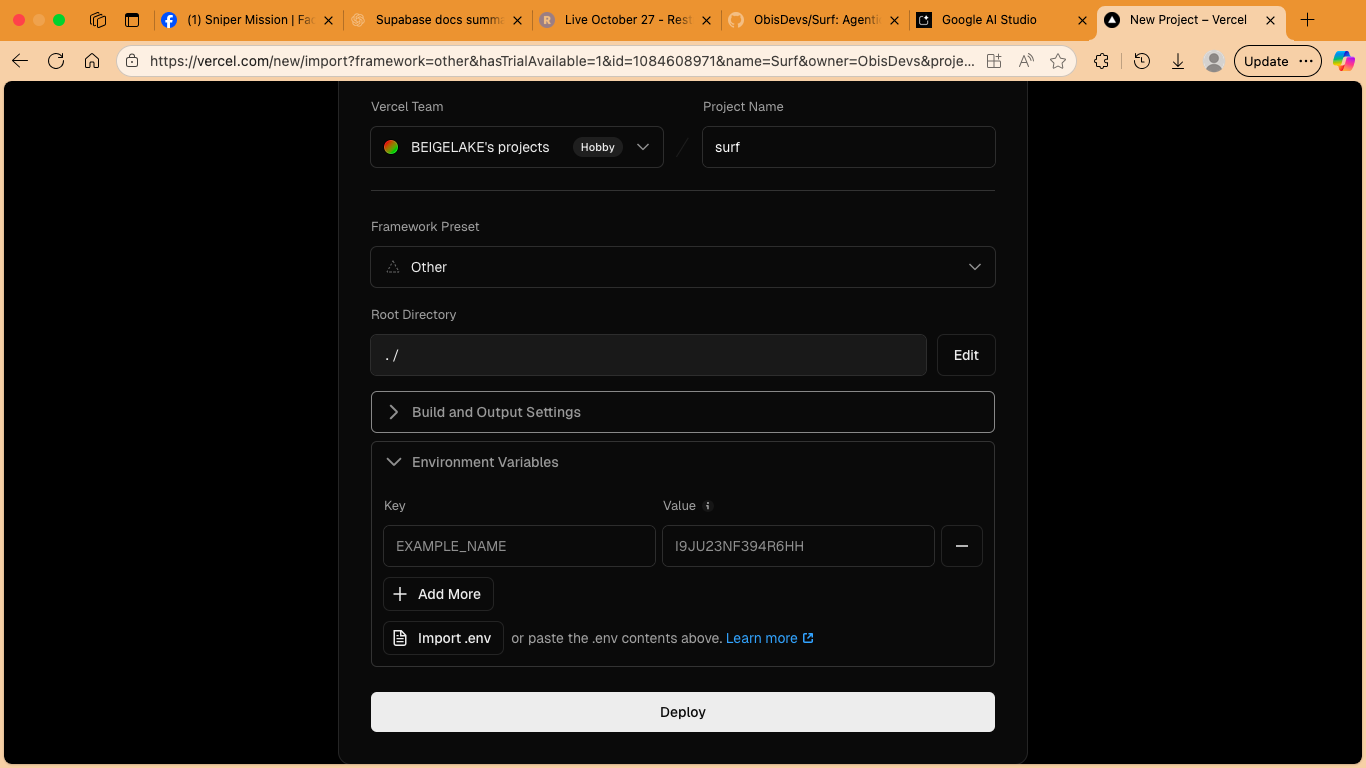 (1) Sniper Mission | Fac
Supabase docs summa
Live October 27 - Rest
ObisDevs/Surf: Agenti
Google AI Studio
New Project – Vercel
https://vercel.com/new/import?framework=other&hasTrialAvailable=1&id=1084608971&name=Surf&owner=ObisDevs&proje...
Update
Vercel Team
Project Name
BEIGELAKE's projects
Hobby
surf
Framework Preset
Other
Root Directory
./
Edit
Build and Output Settings
Environment Variables
Key
Value
EXAMPLE_NAME
I9JU23NF394R6HH
Add More
Import .env
or paste the .env contents above. Learn more
Deploy